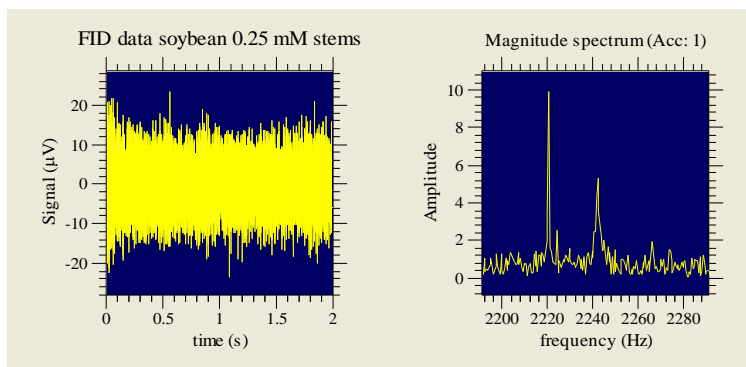 FID data soybean 0.25 mM stems
Signal (µV)
20
10
0
-10
-20
0 0.5 1 1.5 2
time (s)
Magnitude spectrum (Acc: 1)
Amplitude
10
8
6
4
2
0
2200 2220 2240 2260 2280
frequency (Hz)